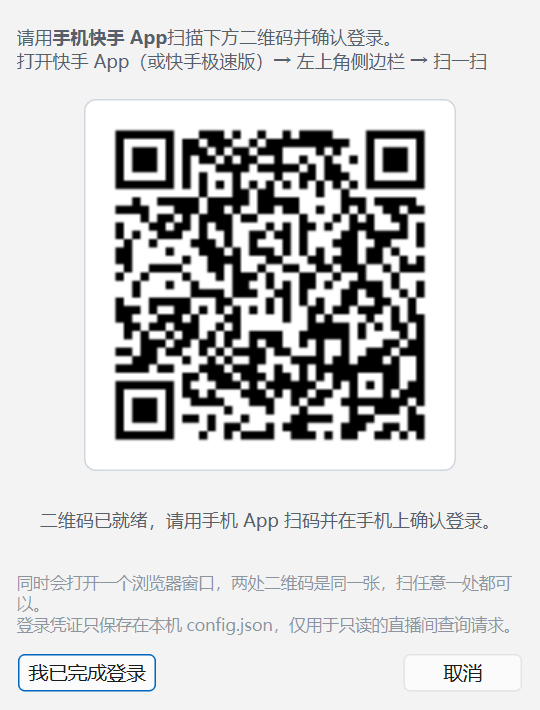 请用手机快手 App扫描下方二维码并确认登录。
打开快手 App（或快手极速版）→ 左上角侧边栏 → 扫一扫
二维码已就绪，请用手机 App 扫码并在手机上确认登录。
同时会打开一个浏览器窗口，两处二维码是同一张，扫任意一处都可
以。
登录凭证只保存在本机 config.json，仅用于只读的直播间查询请求。
我已完成登录
取消